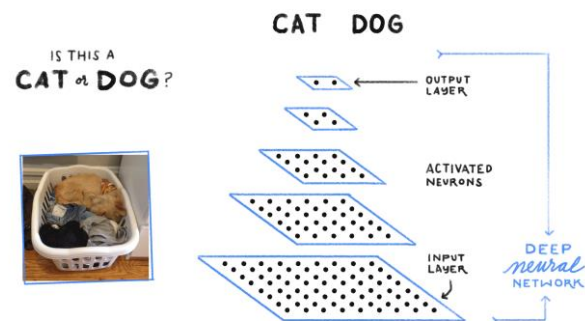 IS THIS A
CAT or DOG?
CAT DOG
OUTPUT
LAYER
ACTIVATED
NEURONS
INPUT
LAYER
DEEP
neural
NETWORK